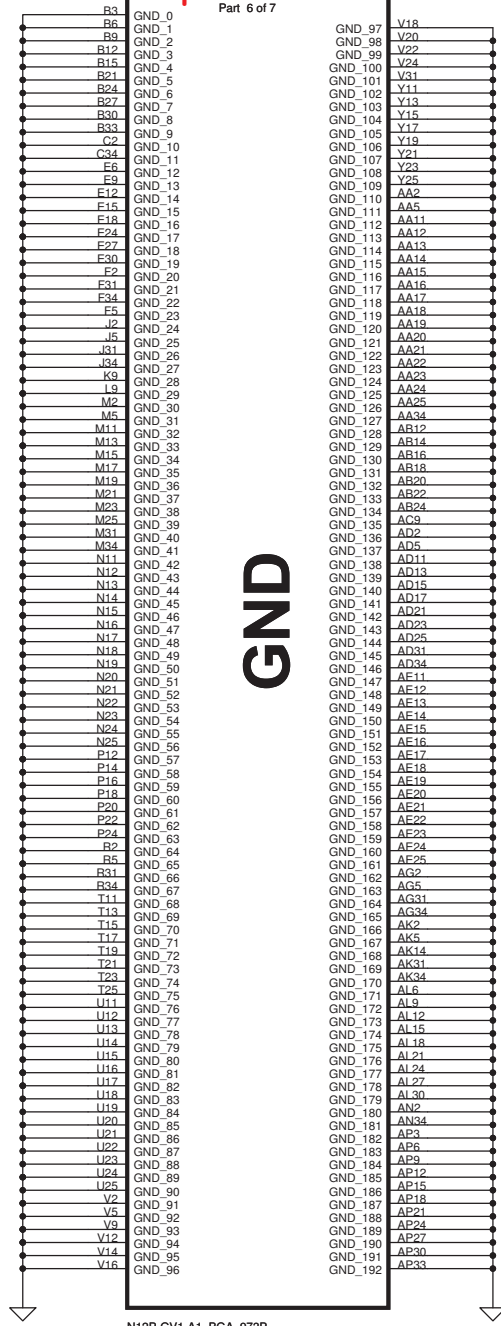 Part 6 of 7
B3 GND_0
B6 GND_1
B9 GND_2
B12 GND_3
B15 GND_4
B21 GND_5
B24 GND_6
B27 GND_7
B30 GND_8
B33 GND_9
C2 GND_10
C34 GND_11
E6 GND_12
E9 GND_13
E12 GND_14
E15 GND_15
E18 GND_16
E24 GND_17
E27 GND_18
E30 GND_19
F2 GND_20
F31 GND_21
F34 GND_22
F5 GND_23
J2 GND_24
J5 GND_25
J31 GND_26
J34 GND_27
K9 GND_28
L9 GND_29
M2 GND_30
M5 GND_31
M11 GND_32
M13 GND_33
M15 GND_34
M17 GND_35
M19 GND_36
M21 GND_37
M23 GND_38
M25 GND_39
M31 GND_40
M34 GND_41
N11 GND_42
N12 GND_43
N13 GND_44
N14 GND_45
N15 GND_46
N16 GND_47
N17 GND_48
N18 GND_49
N19 GND_50
N20 GND_51
N21 GND_52
N22 GND_53
N23 GND_54
N24 GND_55
N25 GND_56
P12 GND_57
P14 GND_58
P16 GND_59
P18 GND_60
P20 GND_61
P22 GND_62
P24 GND_63
R2 GND_64
R5 GND_65
R31 GND_66
R34 GND_67
T11 GND_68
T13 GND_69
T15 GND_70
T17 GND_71
T19 GND_72
T21 GND_73
T23 GND_74
T25 GND_75
U11 GND_76
U12 GND_77
U13 GND_78
U14 GND_79
U15 GND_80
U16 GND_81
U17 GND_82
U18 GND_83
U19 GND_84
U20 GND_85
U21 GND_86
U22 GND_87
U23 GND_88
U24 GND_89
U25 GND_90
V2 GND_91
V5 GND_92
V9 GND_93
V12 GND_94
V14 GND_95
V16 GND_96
GND
GND_97 V18
GND_98 V20
GND_99 V22
GND_100 V24
GND_101 V31
GND_102 Y11
GND_103 Y13
GND_104 Y15
GND_105 Y17
GND_106 Y19
GND_107 Y21
GND_108 Y23
GND_109 Y25
GND_110 AA2
GND_111 AA5
GND_112 AA11
GND_113 AA12
GND_114 AA13
GND_115 AA14
GND_116 AA15
GND_117 AA16
GND_118 AA17
GND_119 AA18
GND_120 AA19
GND_121 AA20
GND_122 AA21
GND_123 AA22
GND_124 AA23
GND_125 AA24
GND_126 AA25
GND_127 AA34
GND_128 AB12
GND_129 AB14
GND_130 AB16
GND_131 AB18
GND_132 AB20
GND_133 AB22
GND_134 AB24
GND_135 AC9
GND_136 AD2
GND_137 AD5
GND_138 AD11
GND_139 AD13
GND_140 AD15
GND_141 AD17
GND_142 AD21
GND_143 AD23
GND_144 AD25
GND_145 AD31
GND_146 AD34
GND_147 AE11
GND_148 AE12
GND_149 AE13
GND_150 AE14
GND_151 AE15
GND_152 AE16
GND_153 AE17
GND_154 AE18
GND_155 AE19
GND_156 AE20
GND_157 AE21
GND_158 AE22
GND_159 AE23
GND_160 AE24
GND_161 AE25
GND_162 AG2
GND_163 AG5
GND_164 AG31
GND_165 AG34
GND_166 AK2
GND_167 AK5
GND_168 AK14
GND_169 AK31
GND_170 AK34
GND_171 AL6
GND_172 AL9
GND_173 AL12
GND_174 AL15
GND_175 AL18
GND_176 AL21
GND_177 AL24
GND_178 AL27
GND_179 AL30
GND_180 AN2
GND_181 AN34
GND_182 AP3
GND_183 AP6
GND_184 AP9
GND_185 AP12
GND_186 AP15
GND_187 AP18
GND_188 AP21
GND_189 AP24
GND_190 AP27
GND_191 AP30
GND_192 AP33